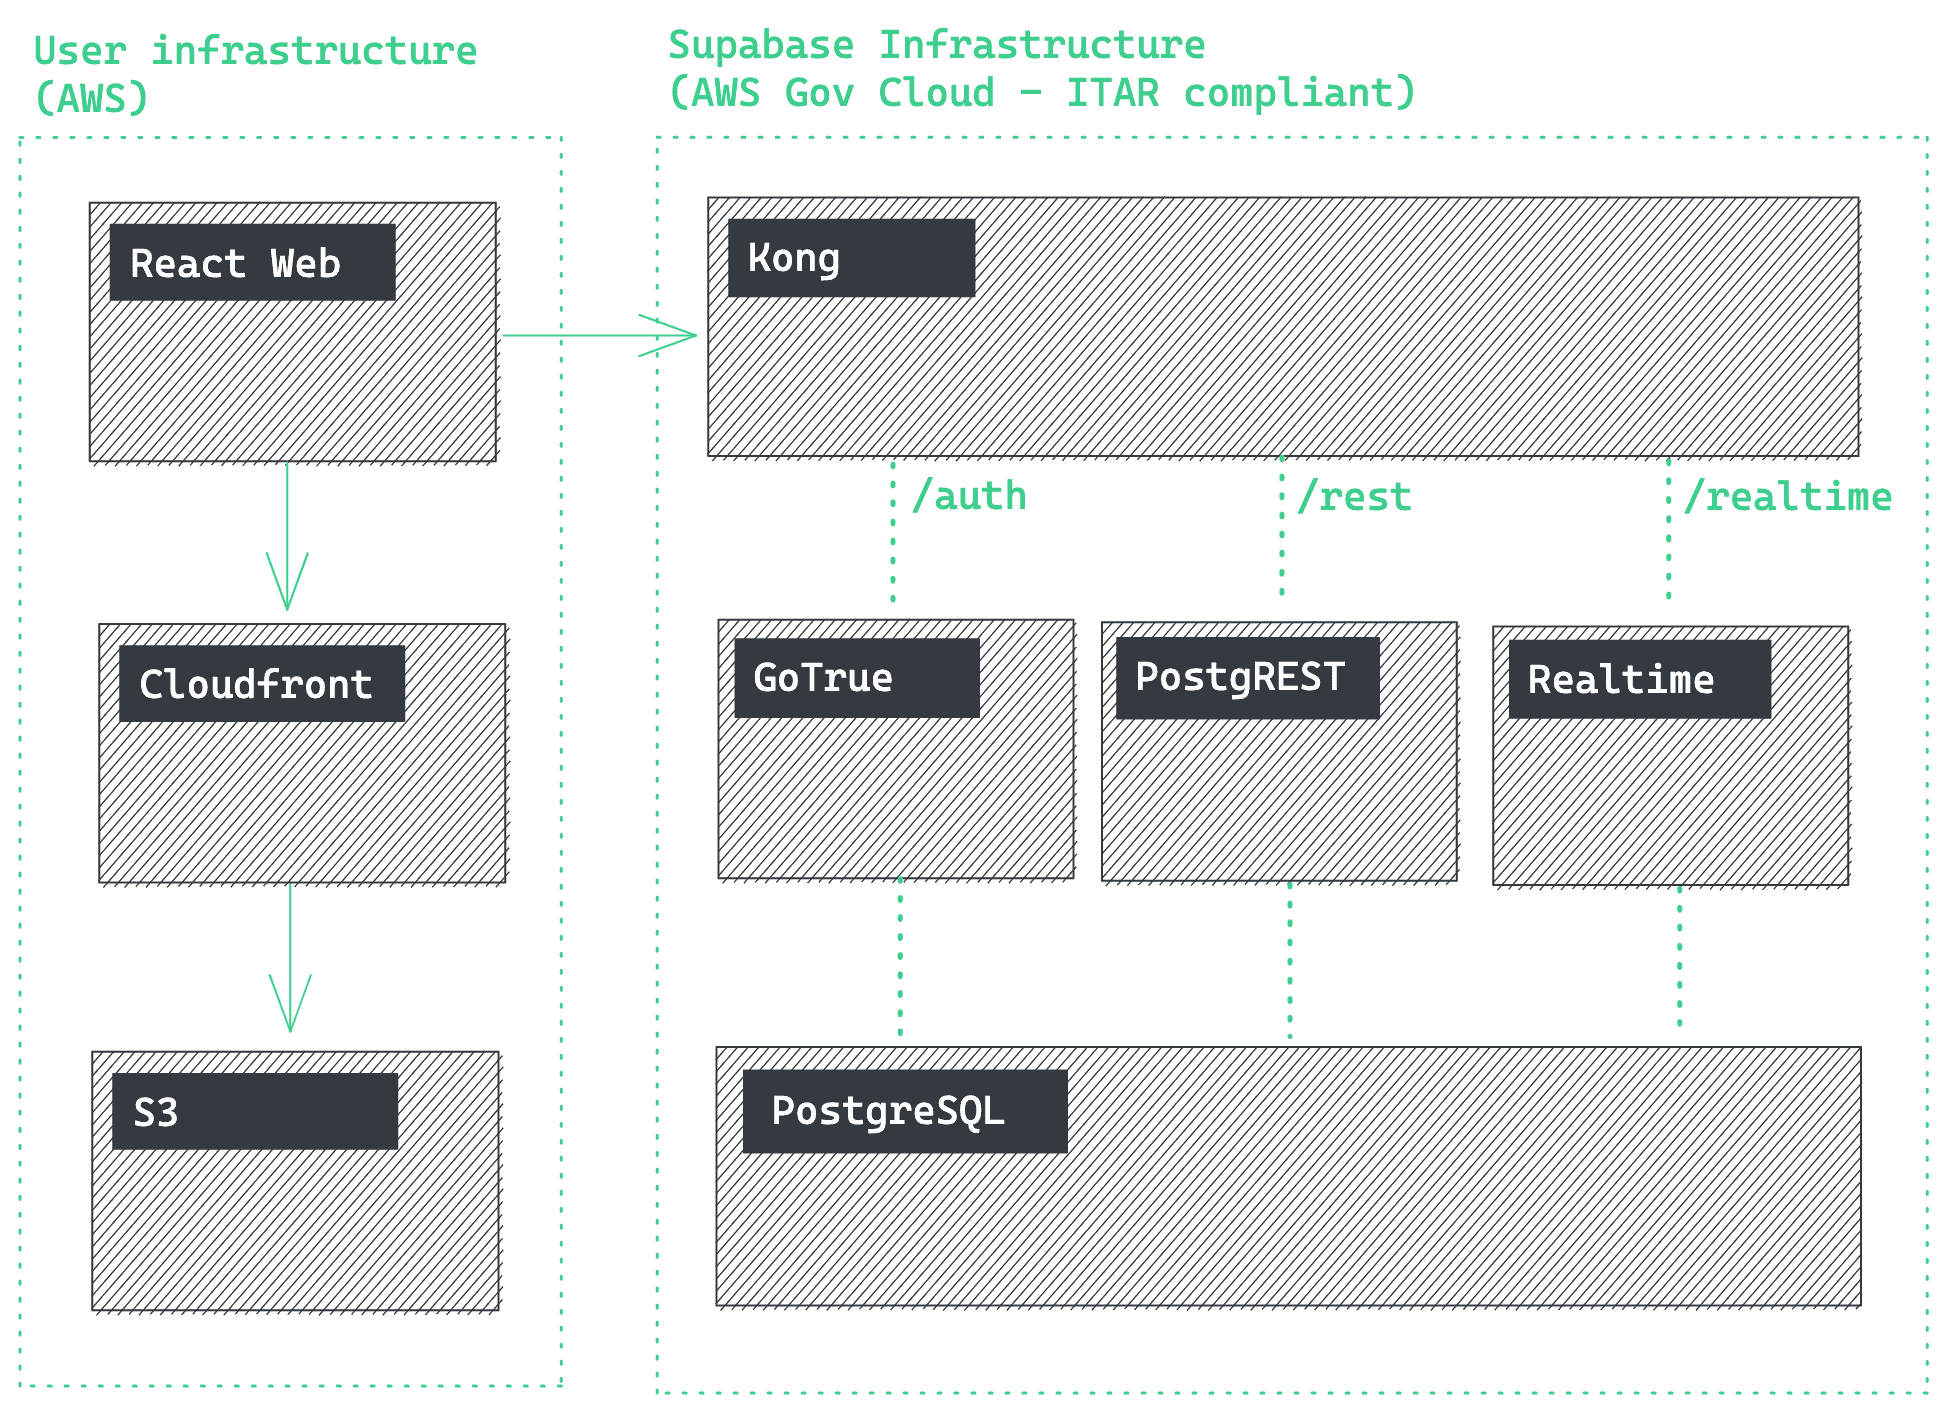 User infrastructure
(AWS)
Supabase Infrastructure
(AWS Gov Cloud - ITAR compliant)
React Web
Kong
/auth
/rest
/realtime
Cloudfront
GoTrue
PostgREST
Realtime
S3
PostgreSQL